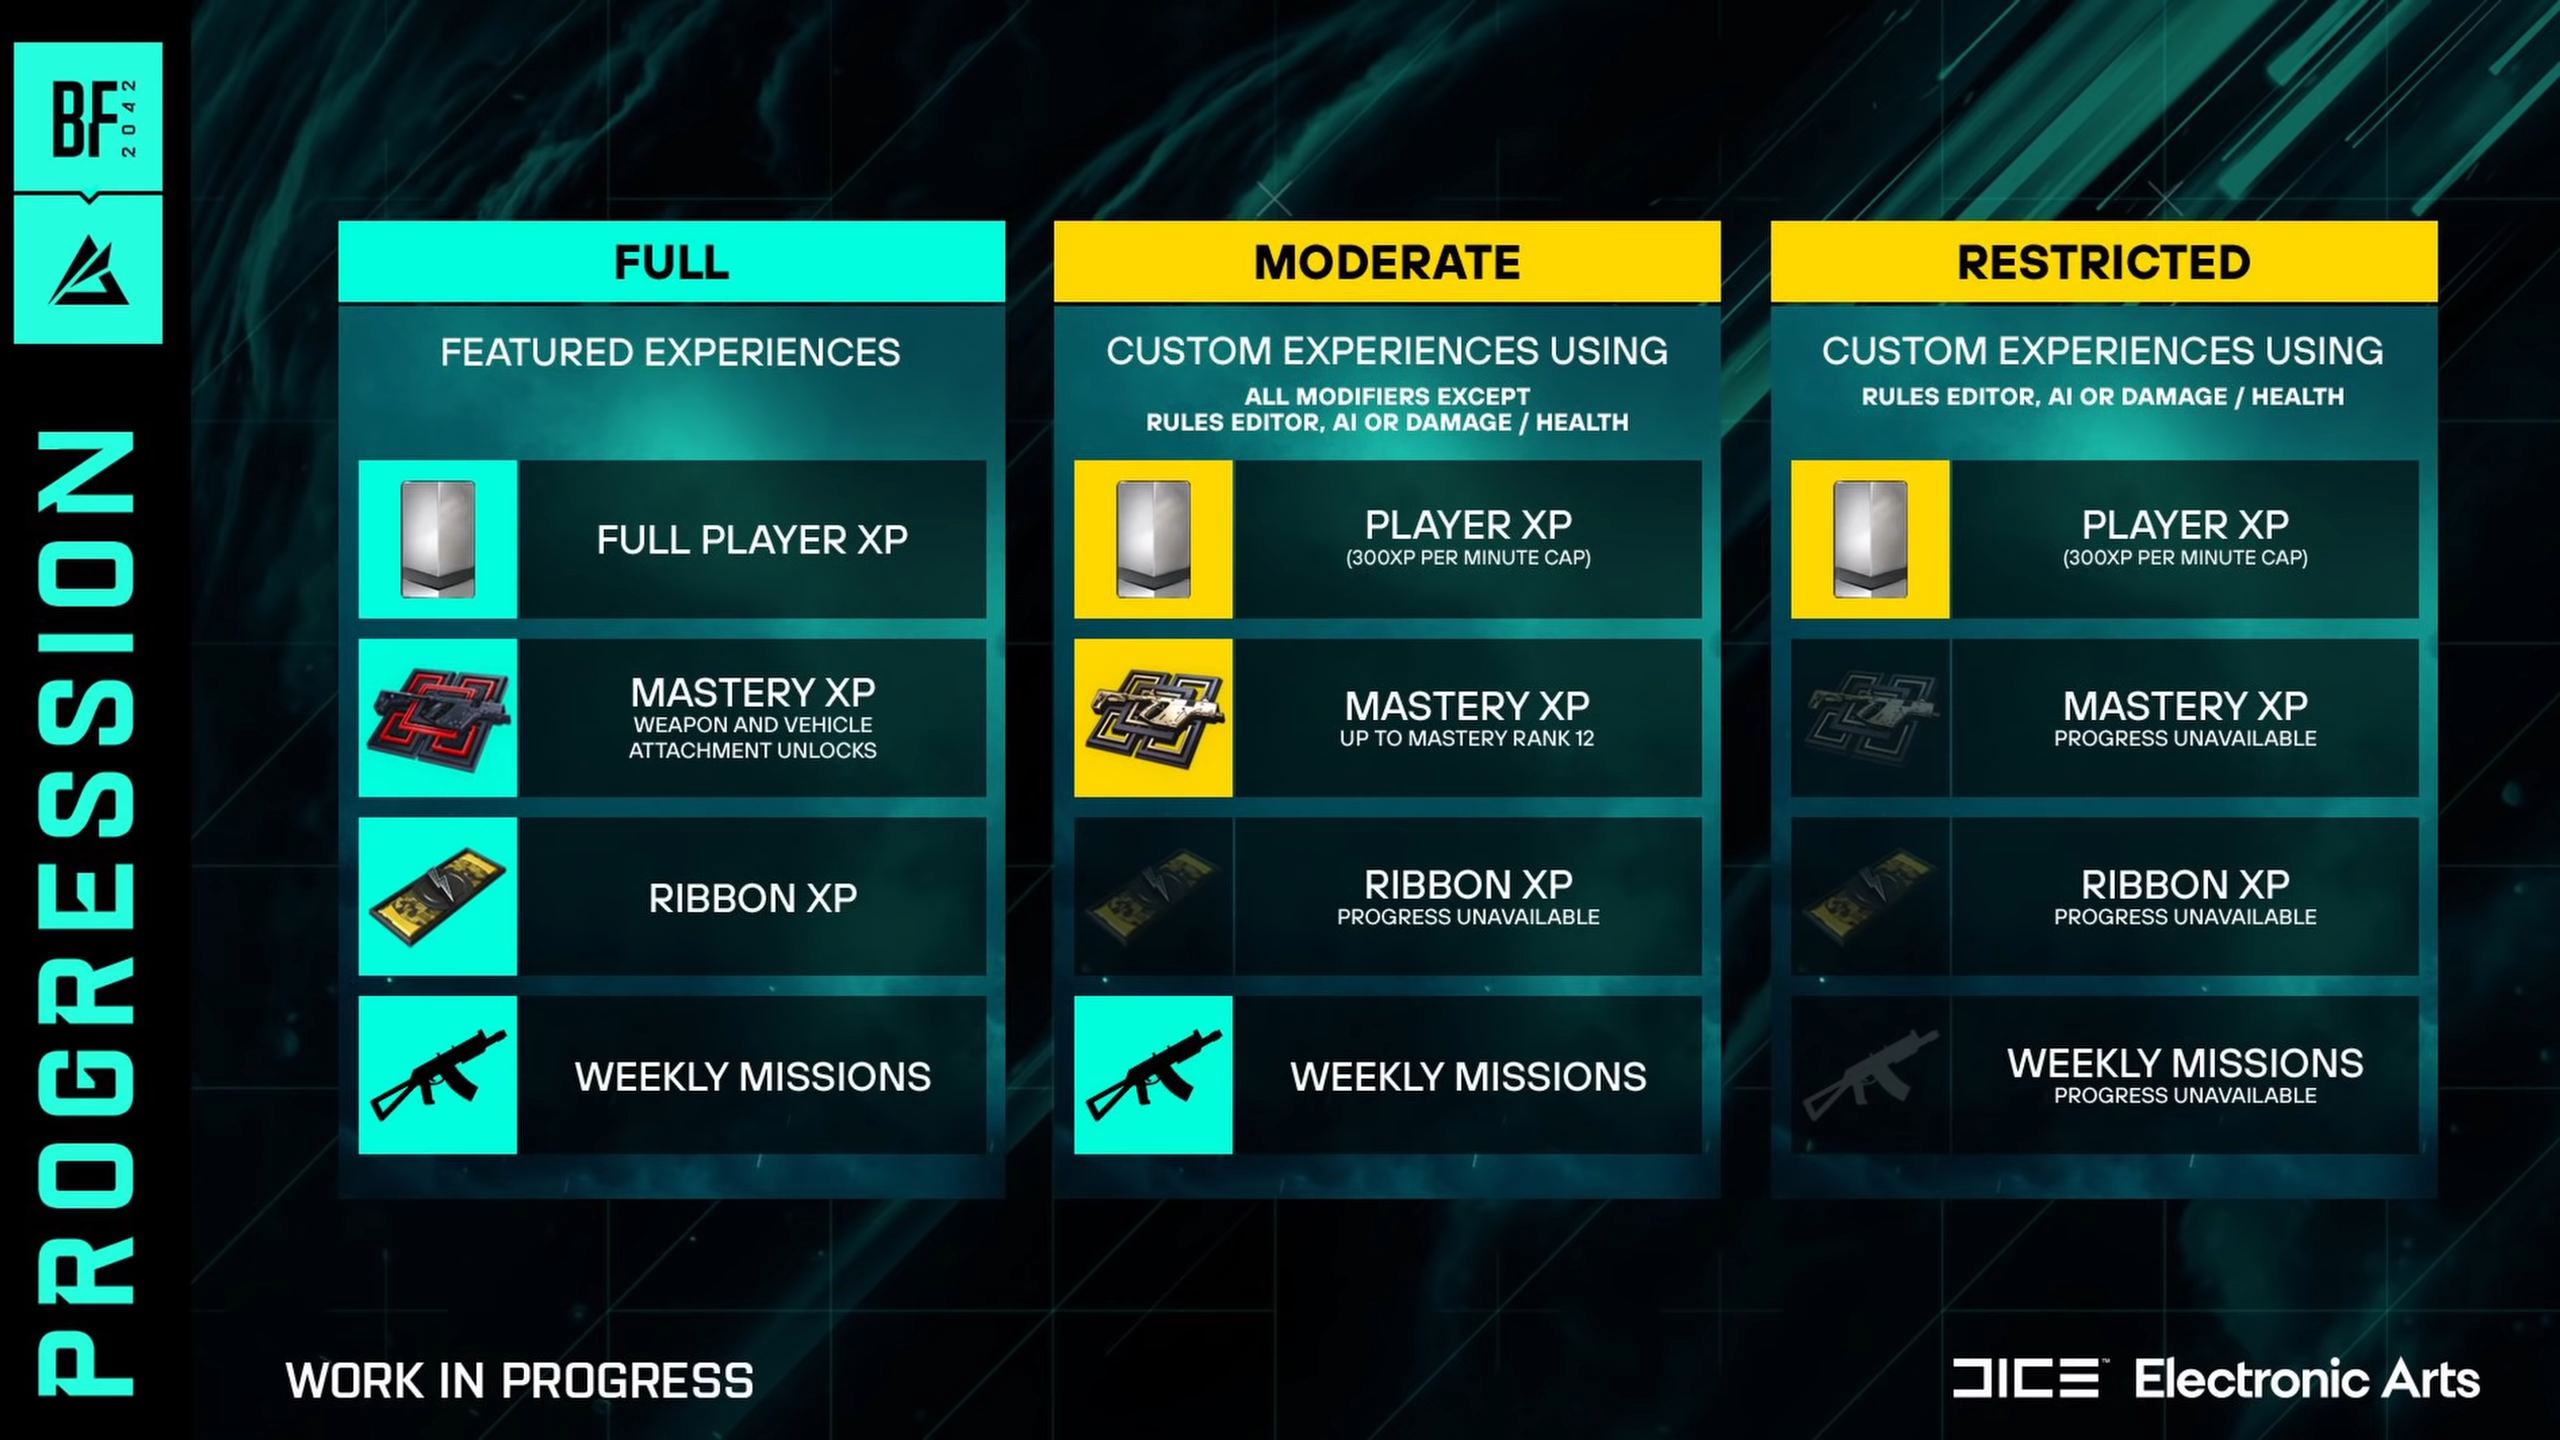 BF
2042
PROGRESSION
FULL
FEATURED EXPERIENCES
FULL PLAYER XP
MASTERY XP
WEAPON AND VEHICLE
ATTACHMENT UNLOCKS
RIBBON XP
WEEKLY MISSIONS
MODERATE
CUSTOM EXPERIENCES USING
ALL MODIFIERS EXCEPT
RULES EDITOR, AI OR DAMAGE / HEALTH
PLAYER XP
(300XP PER MINUTE CAP)
MASTERY XP
UP TO MASTERY RANK 12
RIBBON XP
PROGRESS UNAVAILABLE
WEEKLY MISSIONS
RESTRICTED
CUSTOM EXPERIENCES USING
RULES EDITOR, AI OR DAMAGE / HEALTH
PLAYER XP
(300XP PER MINUTE CAP)
MASTERY XP
PROGRESS UNAVAILABLE
RIBBON XP
PROGRESS UNAVAILABLE
WEEKLY MISSIONS
PROGRESS UNAVAILABLE
WORK IN PROGRESS
DICE™ Electronic Arts